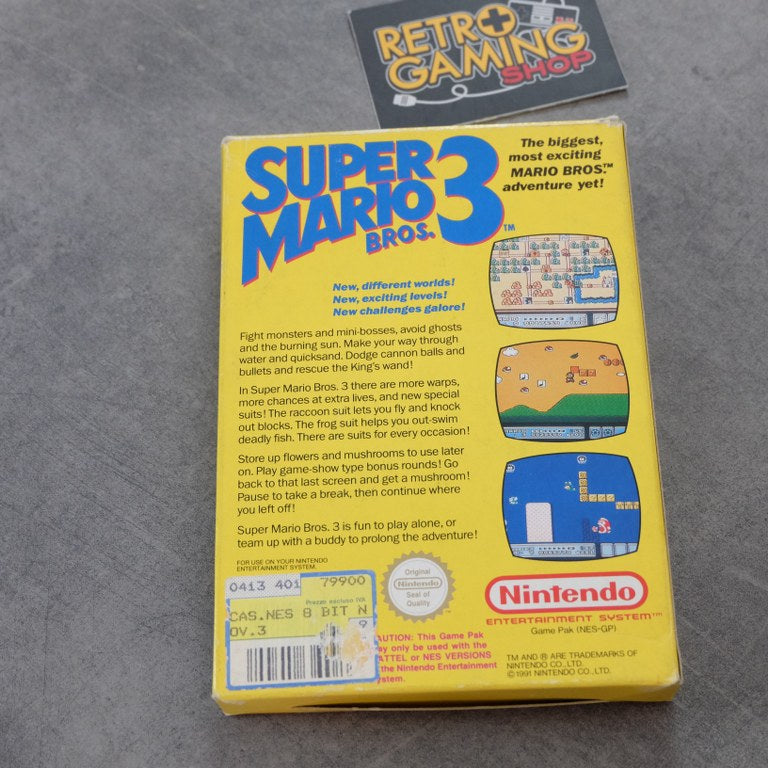 RETRO
GAMING
SHOP
SUPER
MARIO
BROS. 3™
The biggest,
most exciting
MARIO BROS.™
adventure yet!
New, different worlds!
New, exciting levels!
New challenges galore!
Fight monsters and mini-bosses, avoid ghosts
and the burning sun. Make your way through
water and quicksand. Dodge cannon balls and
bullets and rescue the King's wand!
In Super Mario Bros. 3 there are more warps,
more chances at extra lives, and new special
suits! The raccoon suit lets you fly and knock
out blocks. The frog suit helps you out-swim
deadly fish. There are suits for every occasion!
Store up flowers and mushrooms to use later
on. Play game-show type bonus rounds! Go
back to that last screen and get a mushroom!
Pause to take a break, then continue where
you left off!
Super Mario Bros. 3 is fun to play alone, or
team up with a buddy to prolong the adventure!
FOR USE ON YOUR NINTENDO
ENTERTAINMENT SYSTEM.
0413 401 79900
Prezzo escluso IVA
CAS.NES 8 BIT N
OV.3 9
Original
Nintendo
Seal of
Quality
Nintendo
ENTERTAINMENT SYSTEM™
Game Pak (NES-GP)
AUTION: This Game Pak
ay only be used with the
ATTEL or NES VERSIONS
the Nintendo Entertainment
ystem.
TM AND ® ARE TRADEMARKS OF
NINTENDO CO., LTD.
© 1991 NINTENDO CO., LTD.